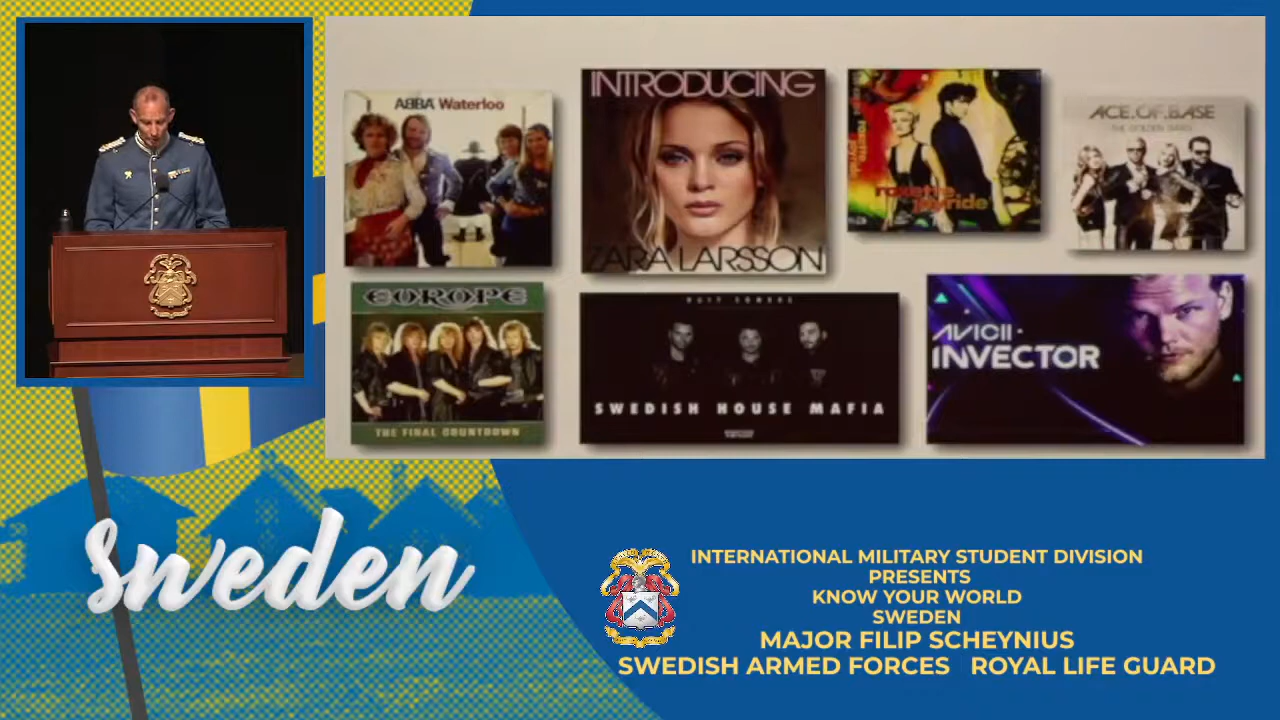 ABBA Waterloo
INTRODUCING
ZARA LARSSON
roxette
joyride
ACE.OF.BASE
THE GOLDEN RATIO
EUROPE
THE FINAL COUNTDOWN
SWEDISH HOUSE MAFIA
AVICII
INVECTOR
Sweden
INTERNATIONAL MILITARY STUDENT DIVISION
PRESENTS
KNOW YOUR WORLD
SWEDEN
MAJOR FILIP SCHEYNIUS
SWEDISH ARMED FORCES ROYAL LIFE GUARD